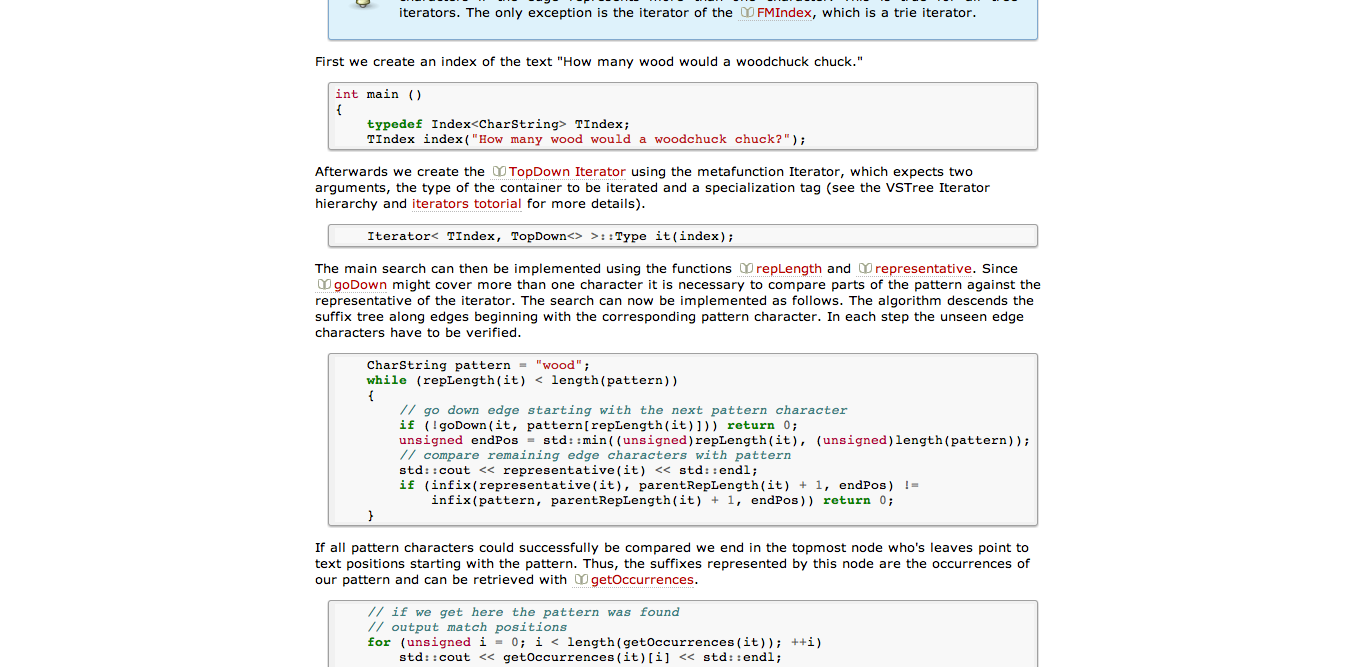 iterators. The only exception is the iterator of the FMIndex, which is a trie iterator.
First we create an index of the text "How many wood would a woodchuck chuck."
int main ()
{
    typedef Index<CharString> TIndex;
    TIndex index("How many wood would a woodchuck chuck?");
Afterwards we create the TopDown Iterator using the metafunction Iterator, which expects two
arguments, the type of the container to be iterated and a specialization tag (see the VSTree Iterator
hierarchy and iterators totorial for more details).
    Iterator< TIndex, TopDown<> >::Type it(index);
The main search can then be implemented using the functions repLength and representative. Since
goDown might cover more than one character it is necessary to compare parts of the pattern against the
representative of the iterator. The search can now be implemented as follows. The algorithm descends the
suffix tree along edges beginning with the corresponding pattern character. In each step the unseen edge
characters have to be verified.
    CharString pattern = "wood";
    while (repLength(it) < length(pattern))
    {
        // go down edge starting with the next pattern character
        if (!goDown(it, pattern[repLength(it)])) return 0;
        unsigned endPos = std::min((unsigned)repLength(it), (unsigned)length(pattern));
        // compare remaining edge characters with pattern
        std::cout << representative(it) << std::endl;
        if (infix(representative(it), parentRepLength(it) + 1, endPos) !=
            infix(pattern, parentRepLength(it) + 1, endPos)) return 0;
    }
If all pattern characters could successfully be compared we end in the topmost node who's leaves point to
text positions starting with the pattern. Thus, the suffixes represented by this node are the occurrences of
our pattern and can be retrieved with getOccurrences.
    // if we get here the pattern was found
    // output match positions
    for (unsigned i = 0; i < length(getOccurrences(it)); ++i)
        std::cout << getOccurrences(it)[i] << std::endl;